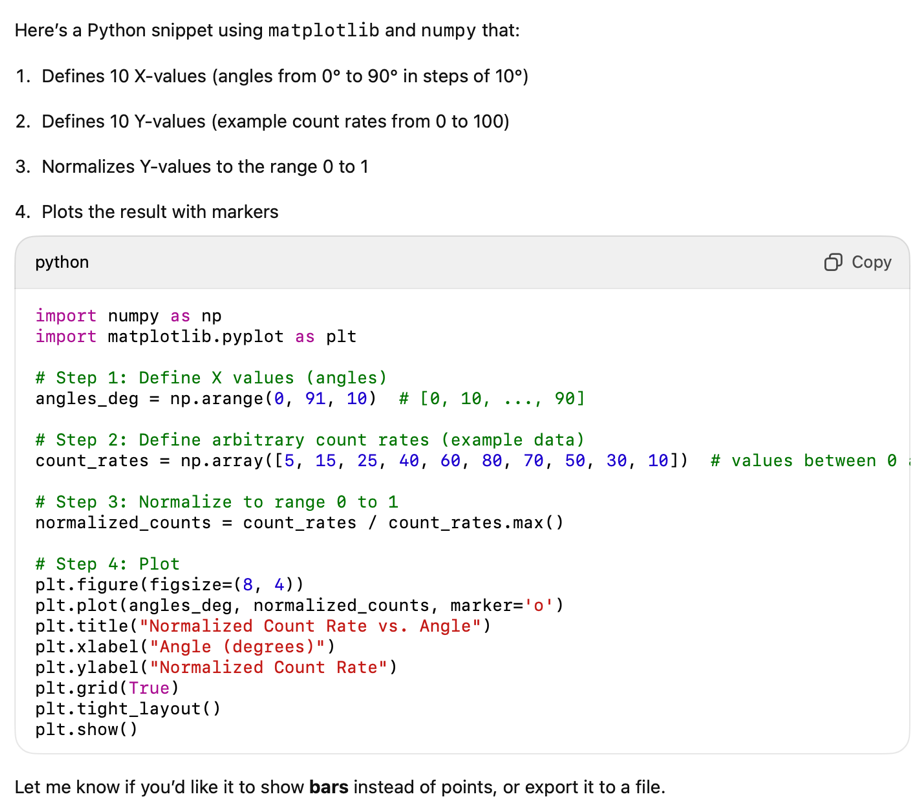 Here’s a Python snippet using matplotlib and numpy that:
1. Defines 10 X-values (angles from 0° to 90° in steps of 10°)
2. Defines 10 Y-values (example count rates from 0 to 100)
3. Normalizes Y-values to the range 0 to 1
4. Plots the result with markers
python
Copy
import numpy as np
import matplotlib.pyplot as plt
# Step 1: Define X values (angles)
angles_deg = np.arange(0, 91, 10)  # [0, 10, ..., 90]
# Step 2: Define arbitrary count rates (example data)
count_rates = np.array([5, 15, 25, 40, 60, 80, 70, 50, 30, 10])  # values between 0
# Step 3: Normalize to range 0 to 1
normalized_counts = count_rates / count_rates.max()
# Step 4: Plot
plt.figure(figsize=(8, 4))
plt.plot(angles_deg, normalized_counts, marker='o')
plt.title("Normalized Count Rate vs. Angle")
plt.xlabel("Angle (degrees)")
plt.ylabel("Normalized Count Rate")
plt.grid(True)
plt.tight_layout()
plt.show()
Let me know if you’d like it to show bars instead of points, or export it to a file.